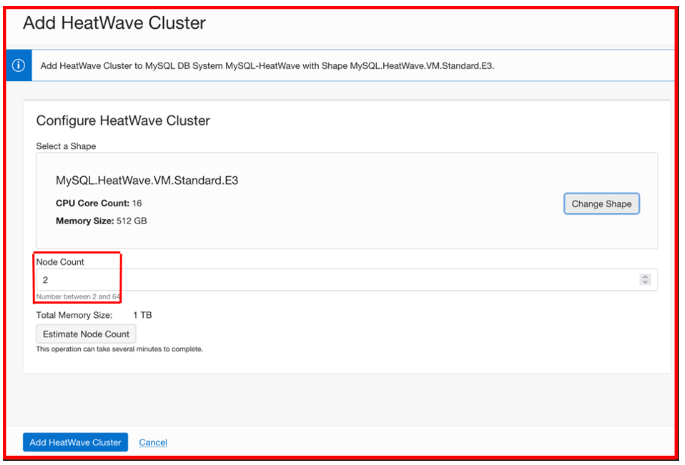 Add HeatWave Cluster
Add HeatWave Cluster to MySQL DB System MySQL-HeatWave with Shape MySQL.HeatWave.VM.Standard.E3.
Configure HeatWave Cluster
Select a Shape
MySQL.HeatWave.VM.Standard.E3
CPU Core Count: 16
Change Shape
Memory Size: 512 GB
Node Count
2
Number between 2 and 64
Total Memory Size: 1 TB
Estimate Node Count
This operation can take several minutes to complete.
Add HeatWave Cluster Cancel